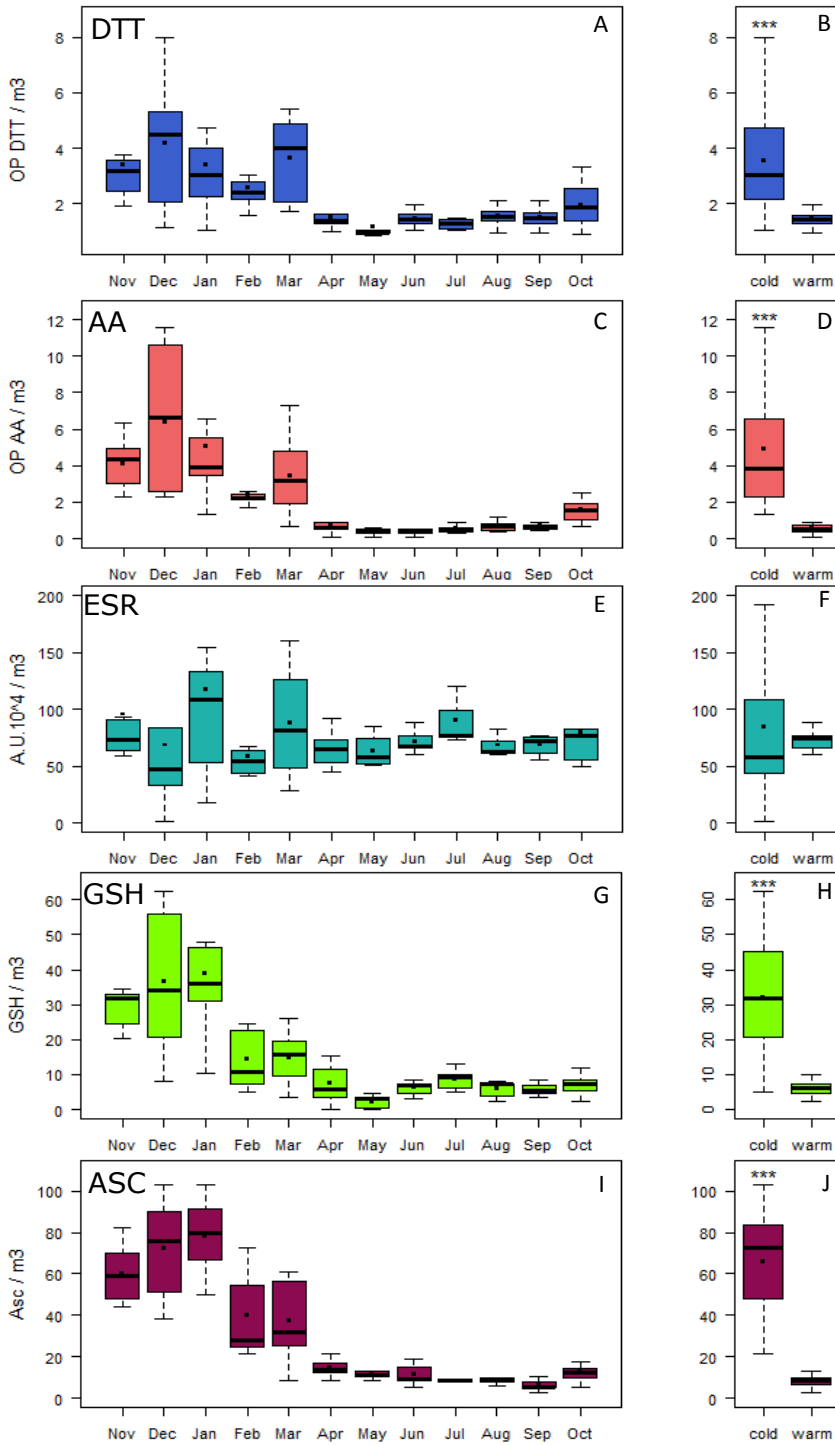 DTT
A
B
OP DTT / m3
8
6
4
2
Nov Dec Jan Feb Mar Apr May Jun Jul Aug Sep Oct
8
6
4
2
***
cold warm
AA
C
D
OP AA / m3
12
10
8
6
4
2
0
Nov Dec Jan Feb Mar Apr May Jun Jul Aug Sep Oct
12
10
8
6
4
2
0
***
cold warm
ESR
E
F
A.U.10^4 / m3
200
150
100
50
0
Nov Dec Jan Feb Mar Apr May Jun Jul Aug Sep Oct
200
150
100
50
0
cold warm
GSH
G
H
GSH / m3
60
50
40
30
20
10
0
Nov Dec Jan Feb Mar Apr May Jun Jul Aug Sep Oct
60
50
40
30
20
10
0
***
cold warm
ASC
I
J
Asc / m3
100
80
60
40
20
0
Nov Dec Jan Feb Mar Apr May Jun Jul Aug Sep Oct
100
80
60
40
20
0
***
cold warm